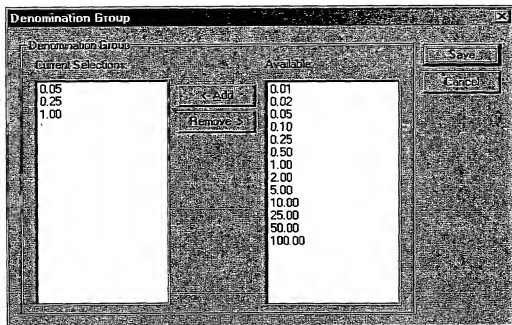 Denomination Group
Denomination Group
Current Selections:
Available:
0.05
0.25
1.00
< Add
Remove >
0.01
0.02
0.05
0.10
0.25
0.50
1.00
2.00
5.00
10.00
25.00
50.00
100.00
Save
Cancel